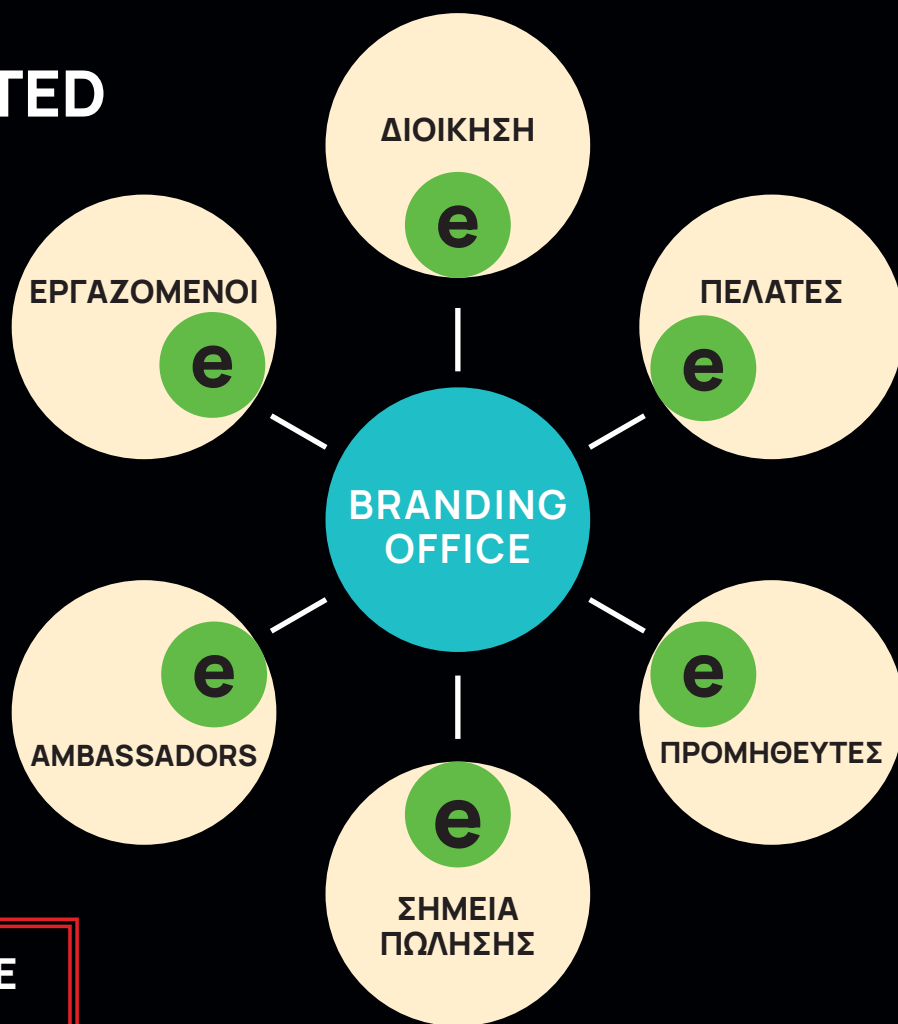 TED
ΔΙΟΙΚΗΣΗ
e
ΕΡΓΑΖΟΜΕΝΟΙ
e
ΠΕΛΑΤΕΣ
e
BRANDING
OFFICE
e
AMBASSADORS
e
ΠΡΟΜΗΘΕΥΤΕΣ
e
ΣΗΜΕΙΑ
ΠΩΛΗΣΗΣ
E